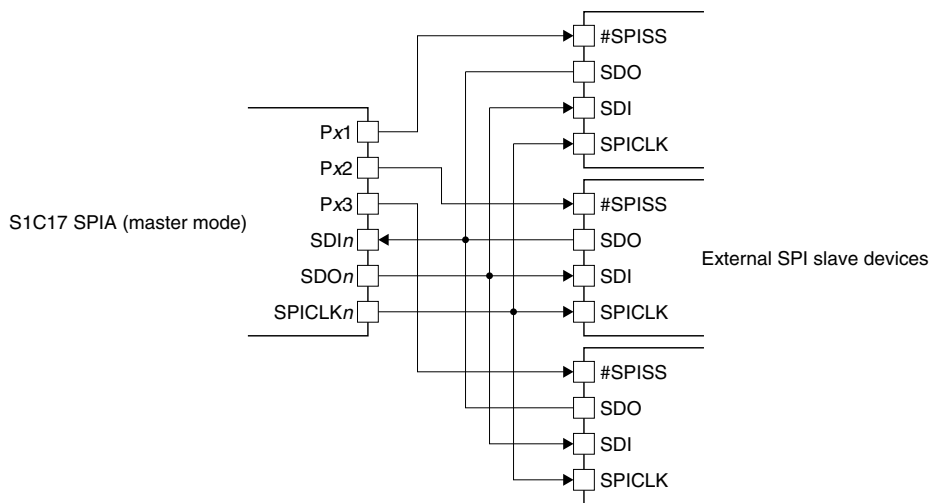 #SPISS
SDO
SDI
SPICLK
Px1
Px2
Px3
SDIn
SDOn
SPICLKn
S1C17 SPIA (master mode)
#SPISS
SDO
SDI
SPICLK
External SPI slave devices
#SPISS
SDO
SDI
SPICLK